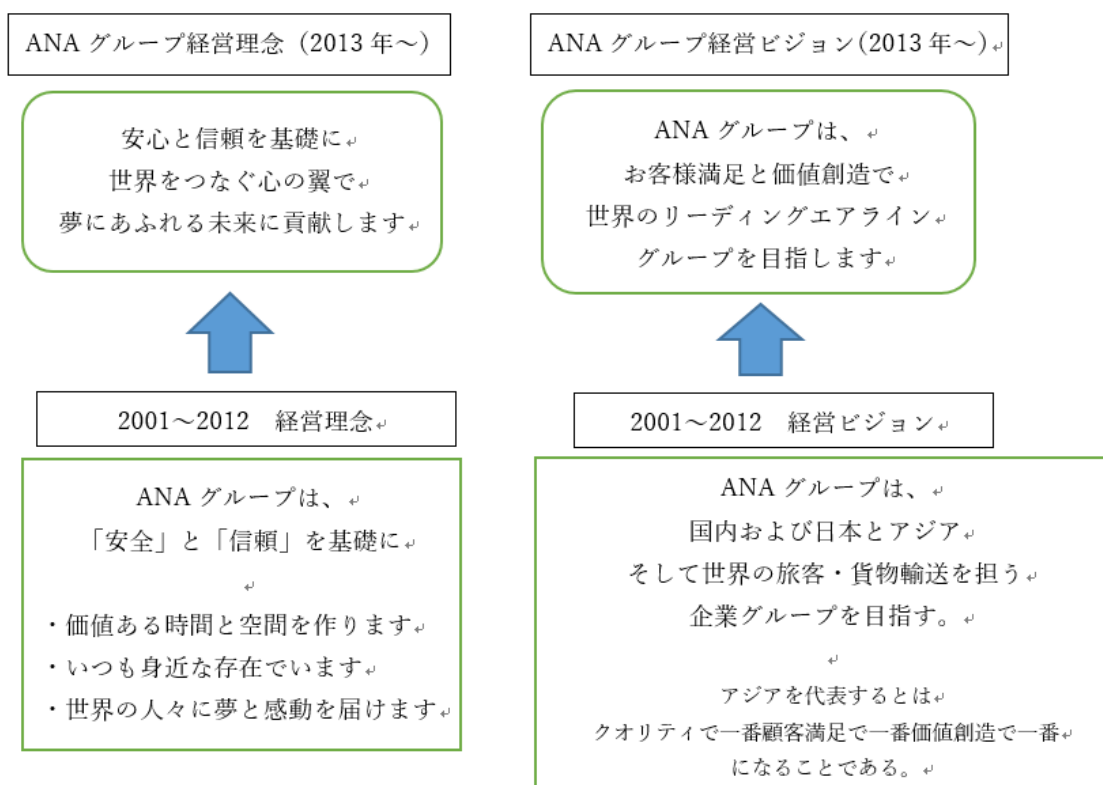 ANA グループ経営理念（2013 年～）
安心と信頼を基礎に
世界をつなぐ心の翼で
夢にあふれる未来に貢献します
2001～2012　経営理念
ANA グループは、
「安全」と「信頼」を基礎に
・価値ある時間と空間を作ります
・いつも身近な存在でいます
・世界の人々に夢と感動を届けます
ANA グループ経営ビジョン(2013 年～)
ANA グループは、
お客様満足と価値創造で
世界のリーディングエアライン
グループを目指します
2001～2012　経営ビジョン
ANA グループは、
国内および日本とアジア
そして世界の旅客・貨物輸送を担う
企業グループを目指す。
アジアを代表するとは
クオリティで一番顧客満足で一番価値創造で一番
になることである。